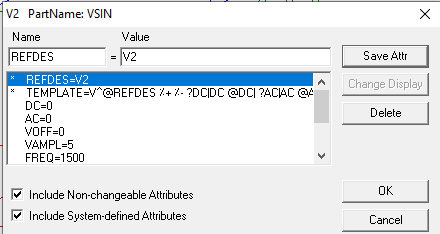 V2 PartName: VSIN
Name Value
REFDES = V2
Save Attr
* REFDES=V2
* TEMPLATE=V^@REFDES %+ %- ?DC|DC @DC| ?AC|AC @A
Change Display
DC=0
AC=0
Delete
VOFF=0
VAMPL=5
FREQ=1500
Include Non-changeable Attributes
OK
Include System-defined Attributes
Cancel